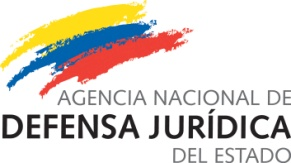 AGENCIA NACIONAL DE
DEFENSA JURÍDICA
DEL ESTADO